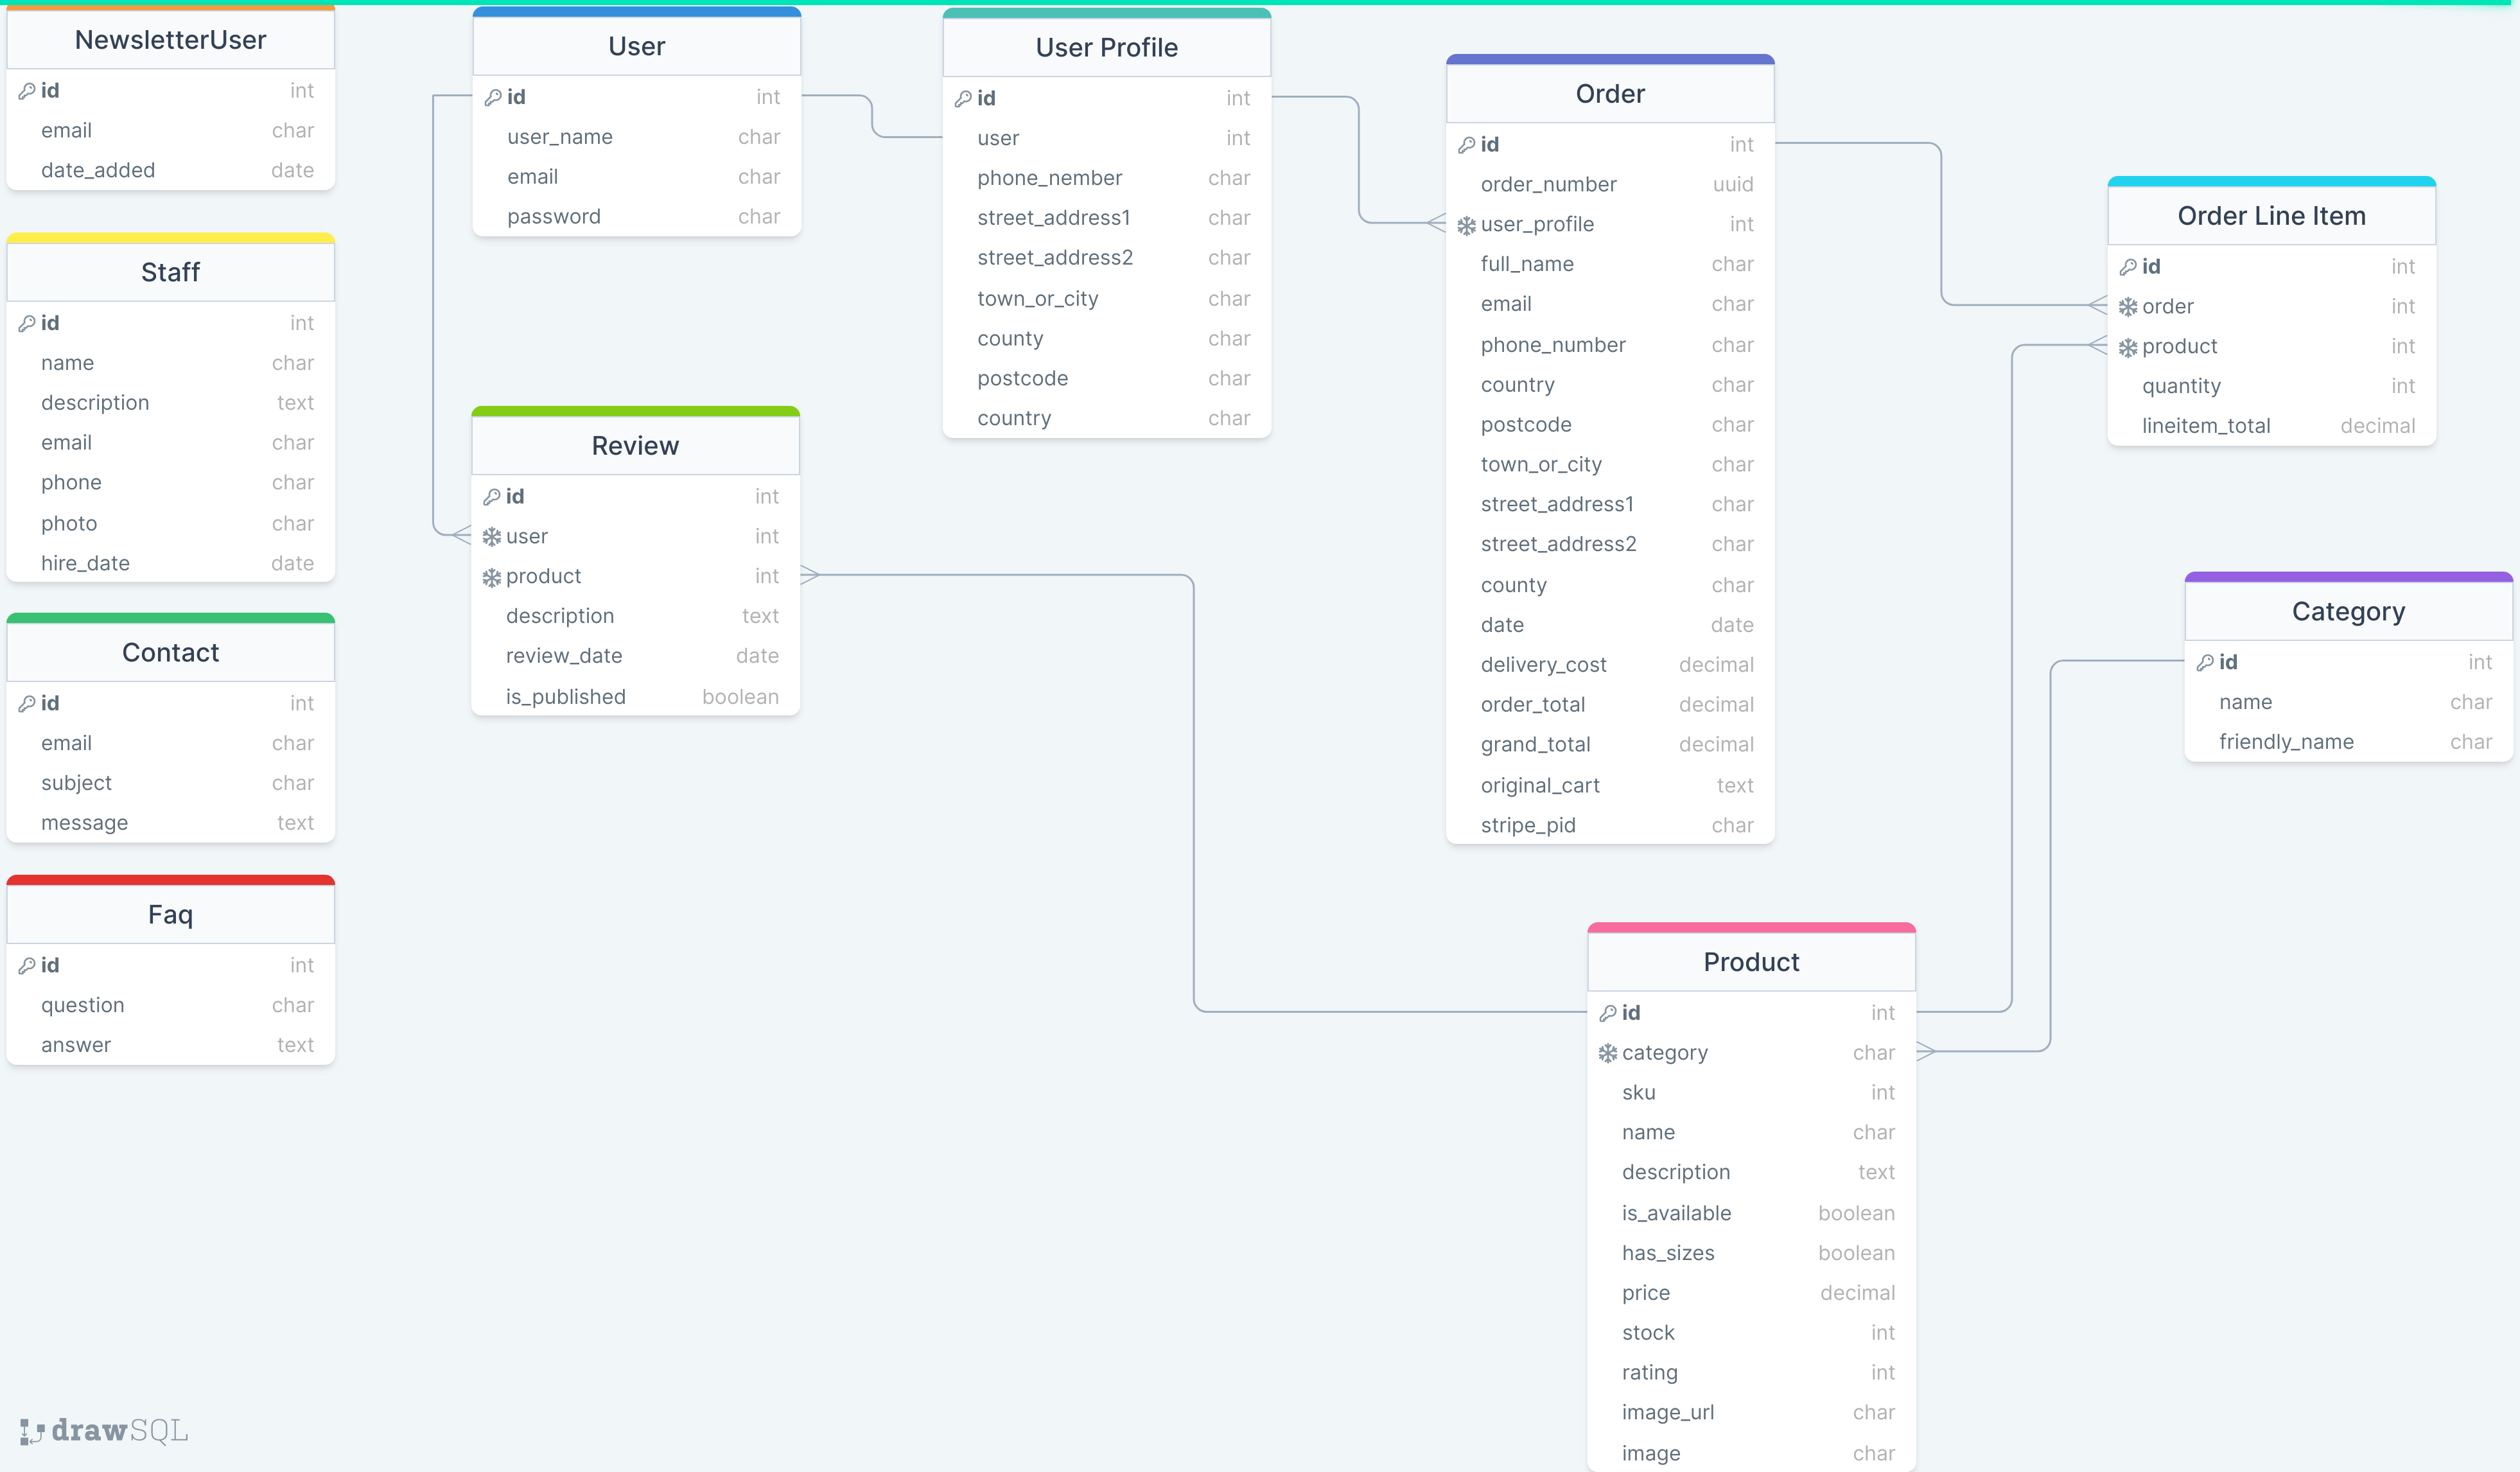 NewsletterUser
id int
email char
date_added date
Staff
id int
name char
description text
email char
phone char
photo char
hire_date date
Contact
id int
email char
subject char
message text
Faq
id int
question char
answer text
User
id int
user_name char
email char
password char
Review
id int
user int
product int
description text
review_date date
is_published boolean
User Profile
id int
user int
phone_nember char
street_address1 char
street_address2 char
town_or_city char
county char
postcode char
country char
Order
id int
order_number uuid
user_profile int
full_name char
email char
phone_number char
country char
postcode char
town_or_city char
street_address1 char
street_address2 char
county char
date date
delivery_cost decimal
order_total decimal
grand_total decimal
original_cart text
stripe_pid char
Order Line Item
id int
order int
product int
quantity int
lineitem_total decimal
Category
id int
name char
friendly_name char
Product
id int
category char
sku int
name char
description text
is_available boolean
has_sizes boolean
price decimal
stock int
rating int
image_url char
image char
drawSQL